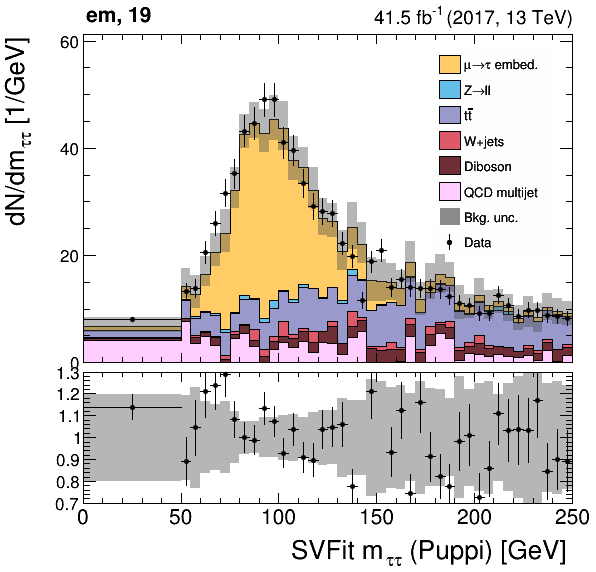 em, 19
41.5 fb⁻¹ (2017, 13 TeV)
dN/dm_ττ [1/GeV]
60
40
20
0
μ→τ embed.
Z→ll
tt̄
W+jets
Diboson
QCD multijet
Bkg. unc.
Data
1.3
1.2
1.1
1
0.9
0.8
0.7
0 50 100 150 200 250
SVFit m_ττ (Puppi) [GeV]